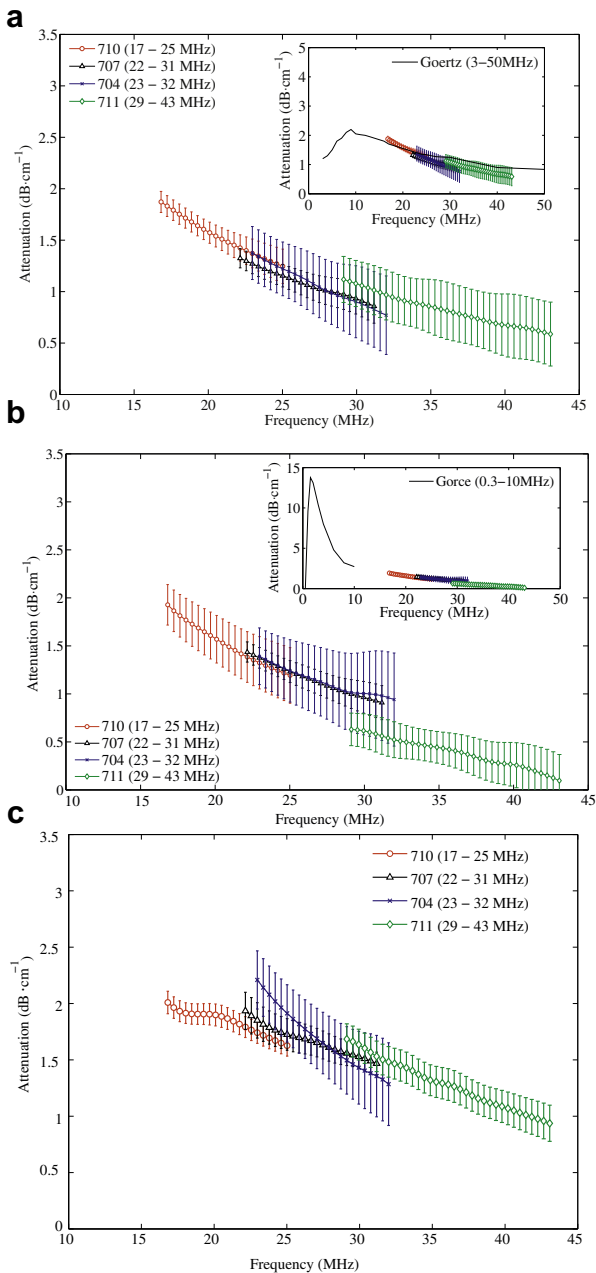 a
3.5
3
2.5
2
1.5
1
0.5
0
Attenuation (dB·cm⁻¹)
710 (17 − 25 MHz)
707 (22 − 31 MHz)
704 (23 − 32 MHz)
711 (29 − 43 MHz)
5
4
3
2
1
0
Attenuation (dB·cm⁻¹)
Goertz (3−50MHz)
0 10 20 30 40 50
Frequency (MHz)
10 15 20 25 30 35 40 45
Frequency (MHz)
b
3.5
3
2.5
2
1.5
1
0.5
0
Attenuation (dB·cm⁻¹)
15
10
5
0
Attenuation (dB·cm⁻¹)
Gorce (0.3−10MHz)
0 10 20 30 40 50
Frequency (MHz)
710 (17 − 25 MHz)
707 (22 − 31 MHz)
704 (23 − 32 MHz)
711 (29 − 43 MHz)
10 15 20 25 30 35 40 45
Frequency (MHz)
c
3.5
3
2.5
2
1.5
1
0.5
0
Attenuation (dB ·cm⁻¹)
710 (17 − 25 MHz)
707 (22 − 31 MHz)
704 (23 − 32 MHz)
711 (29 − 43 MHz)
10 15 20 25 30 35 40 45
Frequency (MHz)